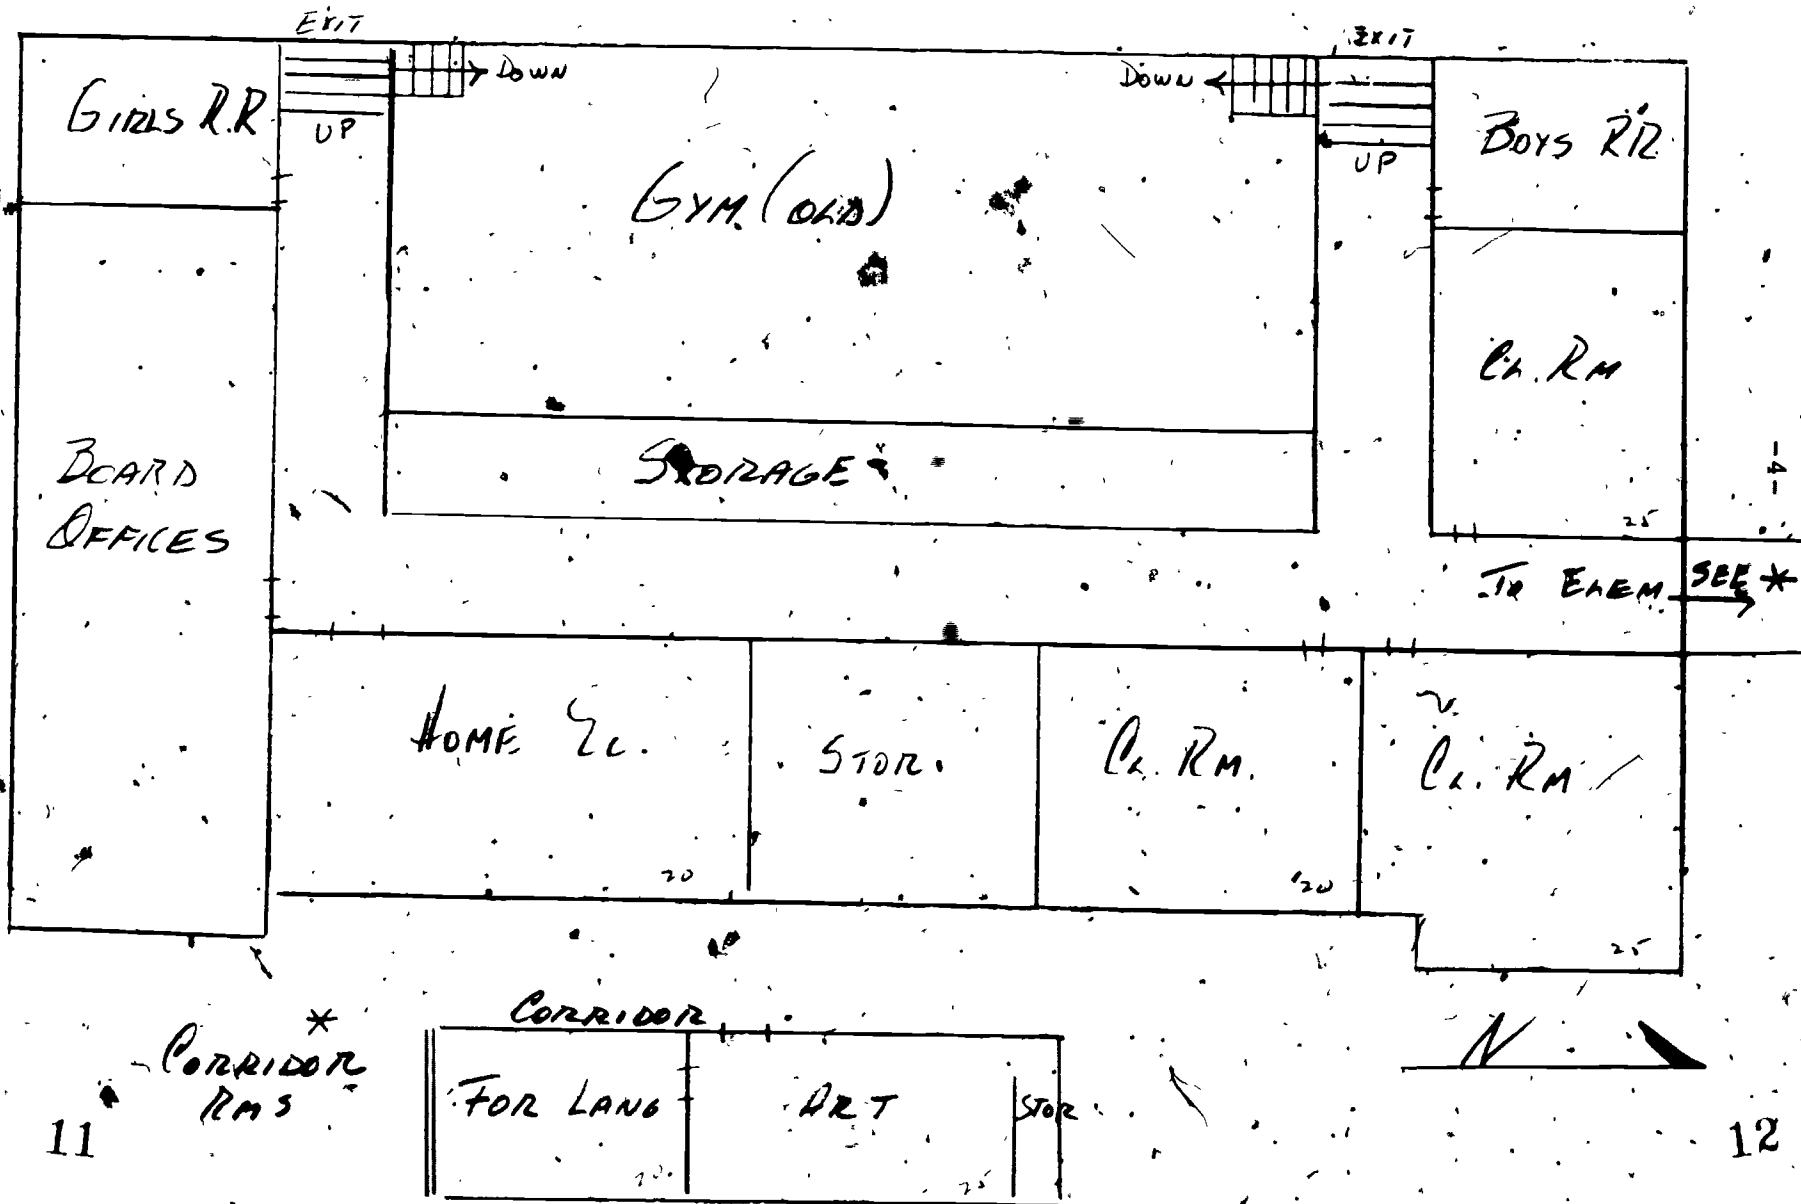 EXIT
EXIT
DOWN
DOWN
GIRLS R.R
UP
BOYS RR
UP
GYM (OLD)
CL. RM
STORAGE
BOARD
OFFICES
25
-4-
TO ELEM
SEE *
HOME EC.
STOR.
CL. RM.
CL. RM
20
20
25
*
CORRIDOR
RMS
CORRIDOR
N
FOR LANG
ART
STOR
25
11
12